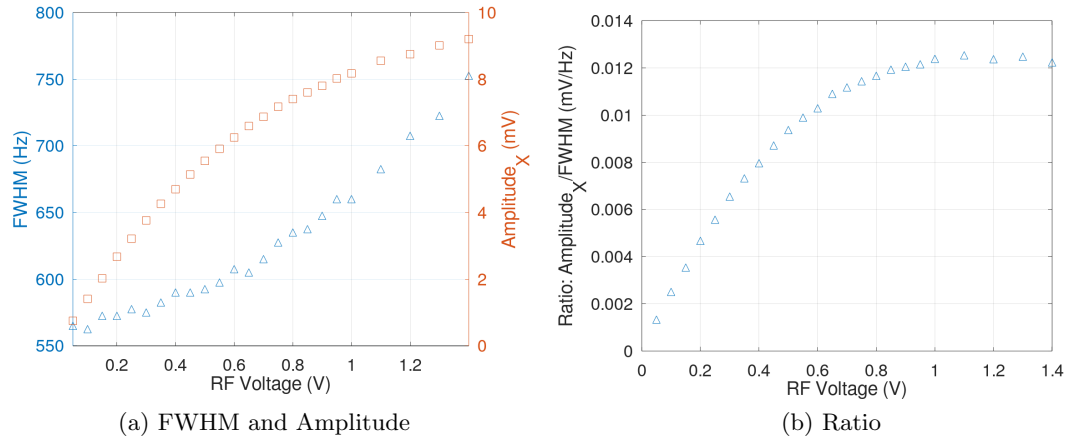 800
750
700
650
600
550
FWHM (Hz)
10
8
6
4
2
0
Amplitude_X (mV)
0.2 0.4 0.6 0.8 1 1.2
RF Voltage (V)
(a) FWHM and Amplitude
0.014
0.012
0.01
0.008
0.006
0.004
0.002
0
Ratio: Amplitude_X/FWHM (mV/Hz)
0 0.2 0.4 0.6 0.8 1 1.2 1.4
RF Voltage (V)
(b) Ratio